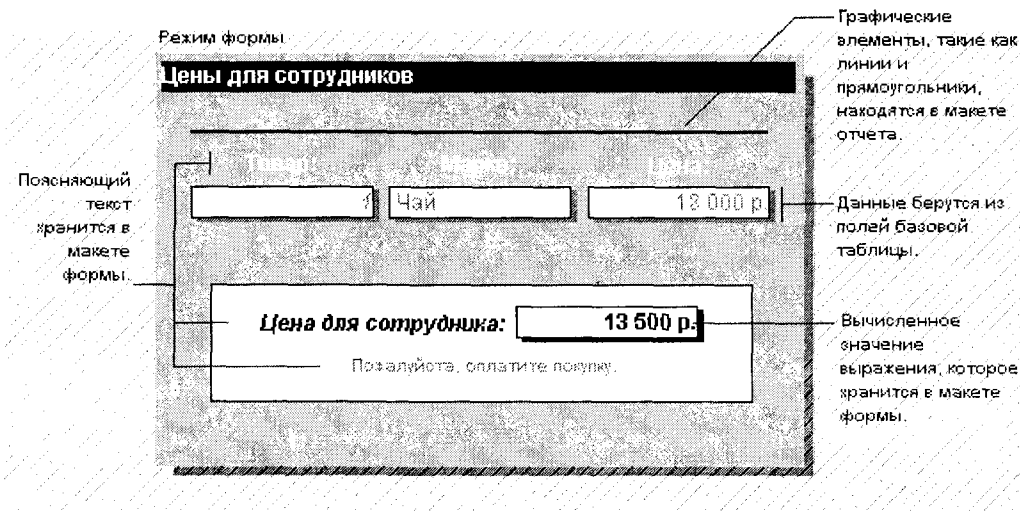 Режим формы
Цены для сотрудников
Графические
элементы, такие как
линии и
прямоугольники,
находятся в макете
отчета.
Поясняющий
текст
хранится в
макете
формы.
1
Чай
Данные берутся из
полей базовой
таблицы.
Цена для сотрудника:
13 500 р.
Пожалуйста, оплатите покупку.
Вычисленное
значение
выражения, которое
хранится в макете
формы.